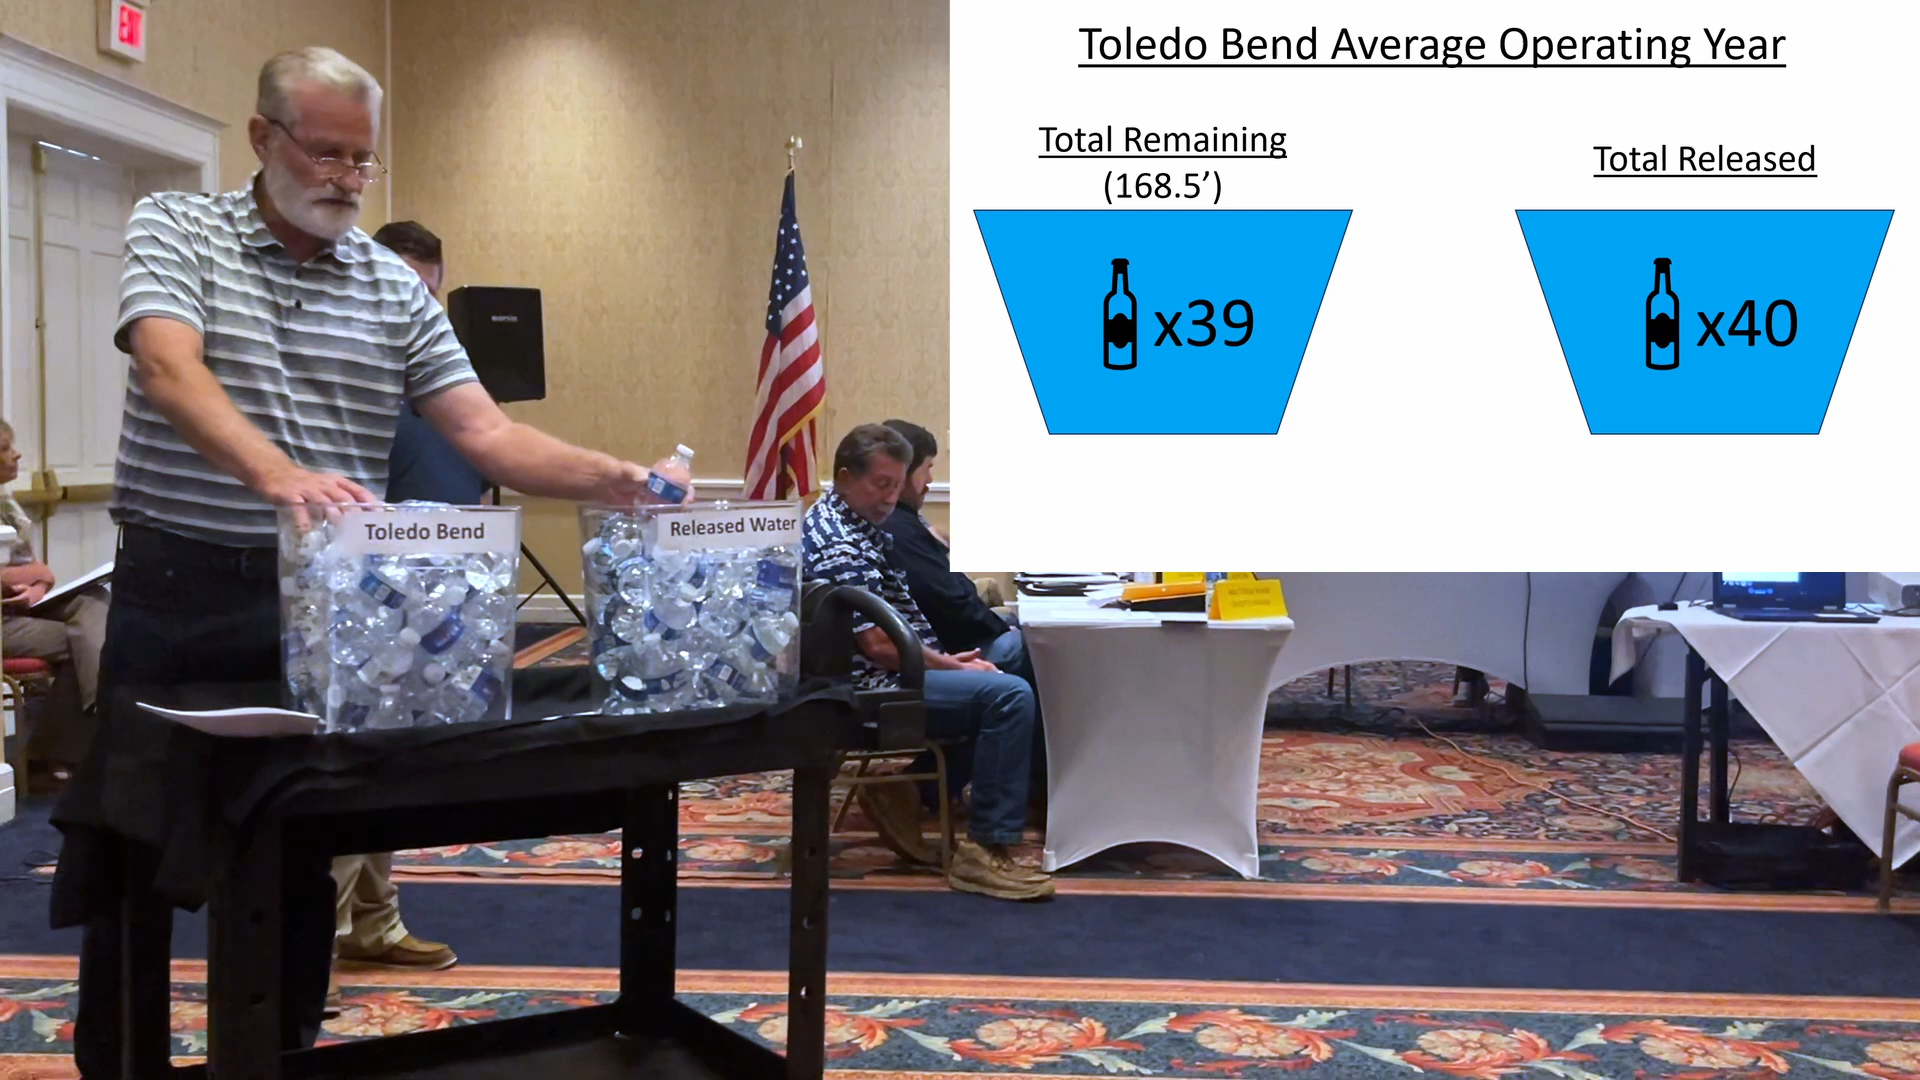 EXIT
Toledo Bend Average Operating Year
Total Remaining
(168.5’)
Total Released
x39
x40
Toledo Bend
Released Water